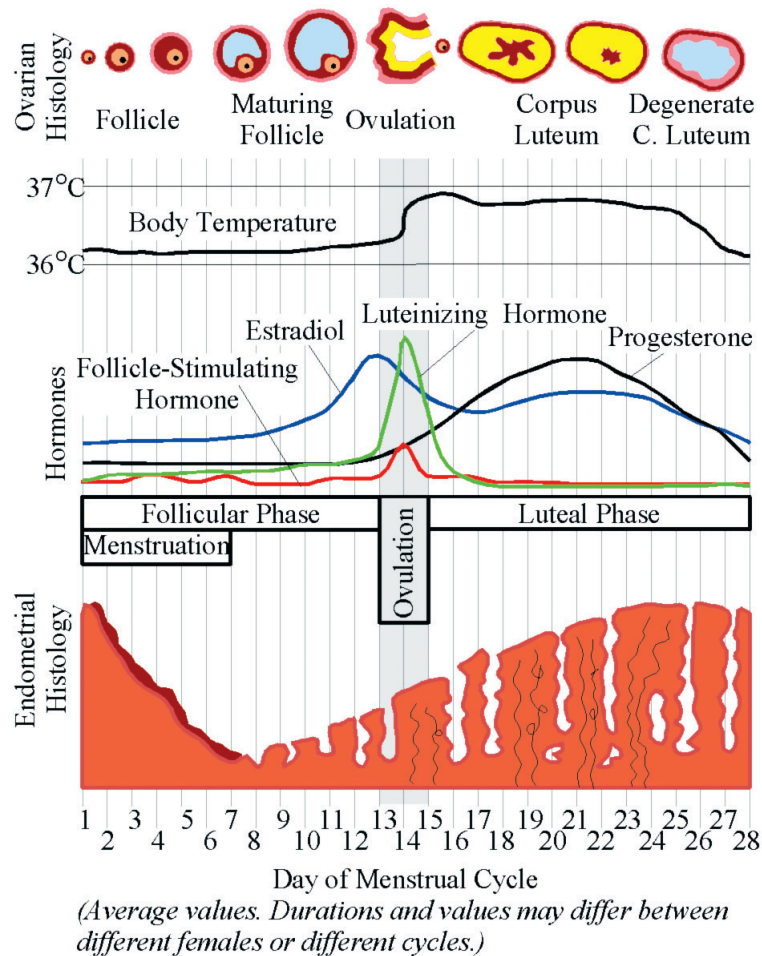 Ovarian
Histology
Follicle
Maturing
Follicle
Ovulation
Corpus
Luteum
Degenerate
C. Luteum
37°C
Body Temperature
36°C
Hormones
Luteinizing Hormone
Estradiol
Progesterone
Follicle-Stimulating
Hormone
Follicular Phase
Luteal Phase
Menstruation
Ovulation
Endometrial
Histology
1 3 5 7 9 11 13 15 17 19 21 23 25 27
2 4 6 8 10 12 14 16 18 20 22 24 26 28
Day of Menstrual Cycle
(Average values. Durations and values may differ between
different females or different cycles.)